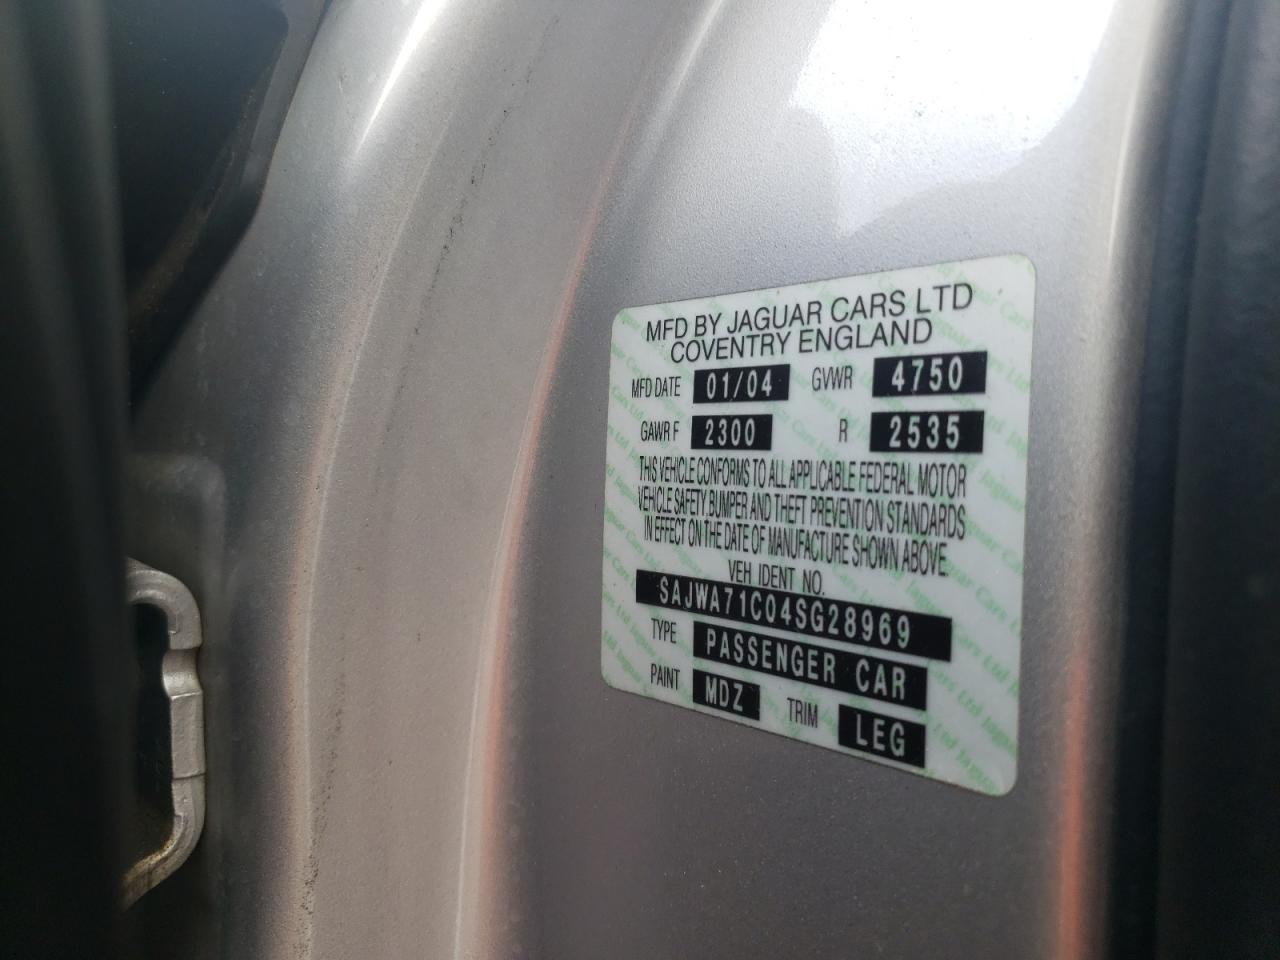 MFD BY JAGUAR CARS LTD
COVENTRY ENGLAND
MFD DATE 01/04 GVWR 4750
GAWR F 2300 R 2535
THIS VEHICLE CONFORMS TO ALL APPLICABLE FEDERAL MOTOR
VEHICLE SAFETY, BUMPER AND THEFT PREVENTION STANDARDS
IN EFFECT ON THE DATE OF MANUFACTURE SHOWN ABOVE.
VEH IDENT NO.
SAJWA71C04SG28969
TYPE PASSENGER CAR
PAINT MDZ TRIM LEG